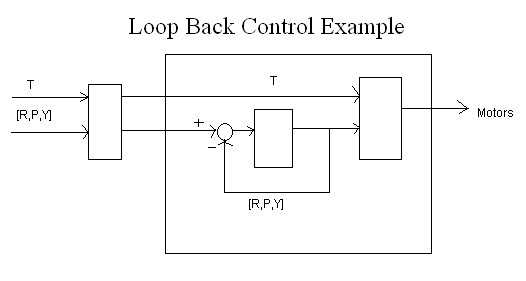 Loop Back Control Example
T
T
[R,P,Y]
+
−
Motors
[R,P,Y]